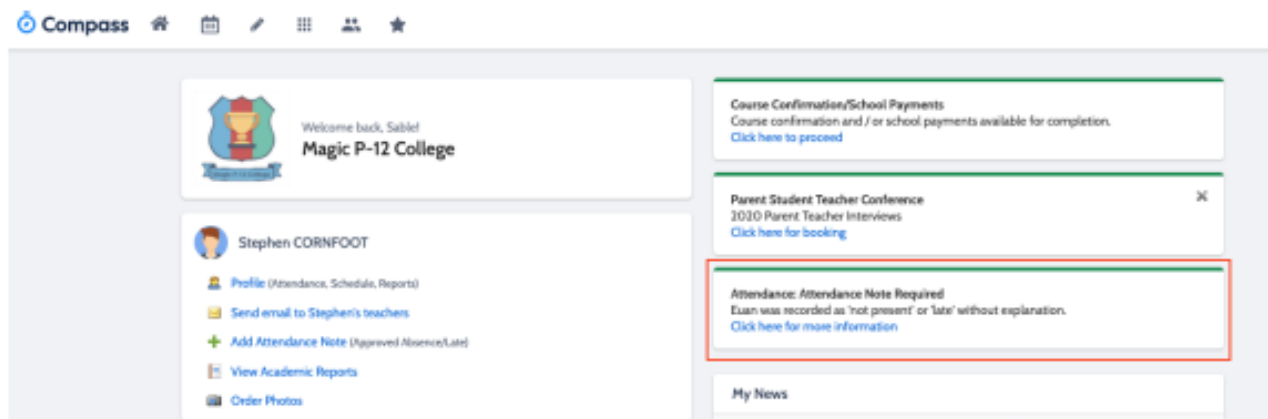 Compass
Welcome back, Sable!
Magic P-12 College
Magic P-12 College
Stephen CORNFOOT
Profile (Attendance, Schedule, Reports)
Send email to Stephen's teachers
Add Attendance Note (Approved Absence/Late)
View Academic Reports
Order Photos
Course Confirmation/School Payments
Course confirmation and / or school payments available for completion.
Click here to proceed
Parent Student Teacher Conference
2020 Parent Teacher Interviews
Click here for booking
Attendance: Attendance Note Required
Euan was recorded as 'not present' or 'late' without explanation.
Click here for more information
My News